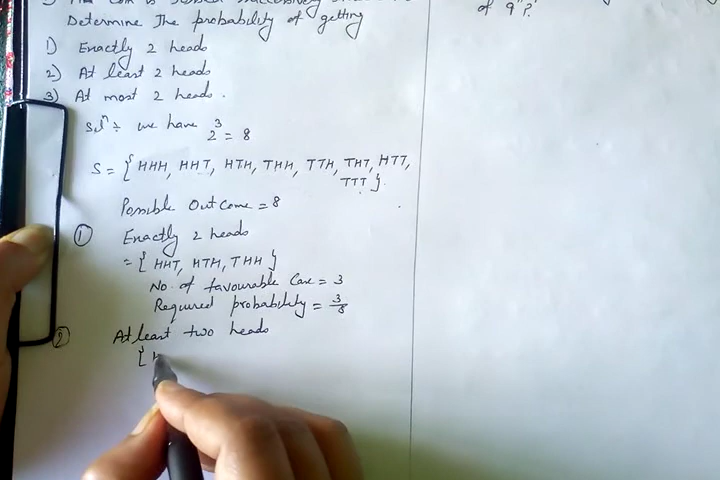 Determine The probability of getting
1) Exactly 2 heads
2) At least 2 heads
3) At most 2 heads.
Solⁿ:- we have 2³ = 8
S = { HHH, HHT, HTH, THH, TTH, THT, HTT,
TTT }
Possible Outcome = 8
① Exactly 2 heads
= { HHT, HTH, THH }
No. of favourable Case = 3
Required probability = 3/8
② At least two heads
{ H
of 9"?